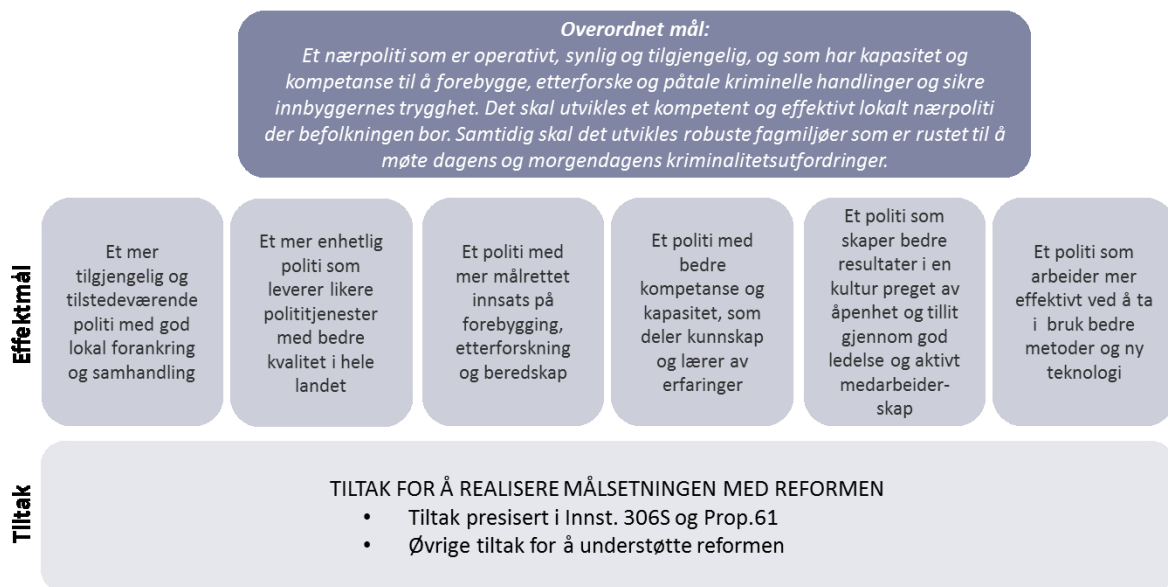 Overordnet mål:
Et nærpoliti som er operativt, synlig og tilgjengelig, og som har kapasitet og
kompetanse til å forebygge, etterforske og påtale kriminelle handlinger og sikre
innbyggernes trygghet. Det skal utvikles et kompetent og effektivt lokalt nærpoliti
der befolkningen bor. Samtidig skal det utvikles robuste fagmiljøer som er rustet til å
møte dagens og morgendagens kriminalitetsutfordringer.
Effektmål
Et mer
tilgjengelig og
tilstedeværende
politi med god
lokal forankring
og samhandling
Et mer enhetlig
politi som
leverer likere
polititjenester
med bedre
kvalitet i hele
landet
Et politi med
mer målrettet
innsats på
forebygging,
etterforskning
og beredskap
Et politi med
bedre
kompetanse og
kapasitet, som
deler kunnskap
og lærer av
erfaringer
Et politi som
skaper bedre
resultater i en
kultur preget av
åpenhet og tillit
gjennom god
ledelse og aktivt
medarbeider-
skap
Et politi som
arbeider mer
effektivt ved å ta
i bruk bedre
metoder og ny
teknologi
Tiltak
TILTAK FOR Å REALISERE MÅLSETNINGEN MED REFORMEN
• Tiltak presisert i Innst. 306S og Prop.61
• Øvrige tiltak for å understøtte reformen